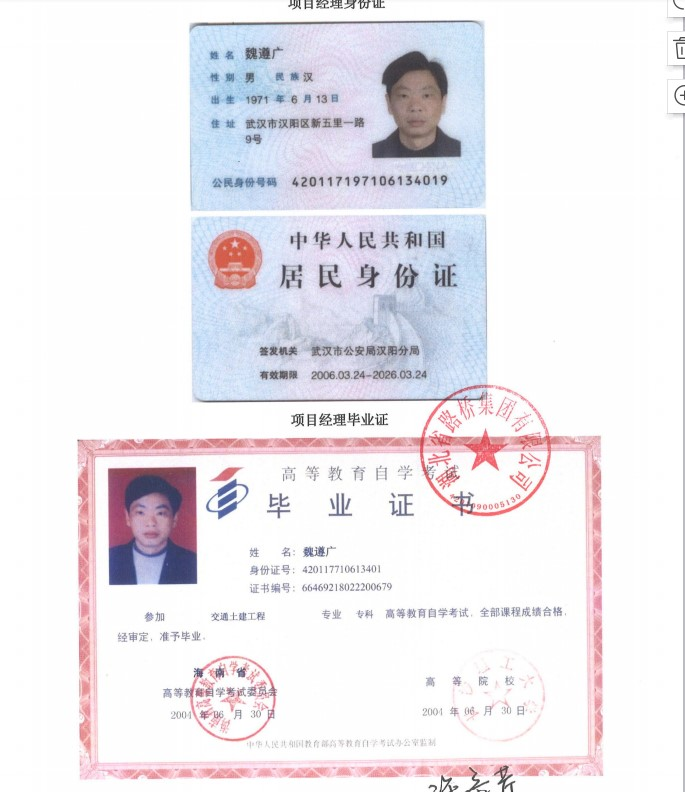 项目经理身份证
姓名 魏遵广
性别 男 民族 汉
出生 1971 年 6 月 13 日
住址 武汉市汉阳区新五里一路
9号
公民身份号码 420117197106134019
中华人民共和国
居民身份证
签发机关 武汉市公安局汉阳分局
有效期限 2006.03.24-2026.03.24
项目经理毕业证
湖北省路桥集团有限公司
高等教育自学考试
毕业证书
姓 名：魏遵广
身份证号：420117710613401
证书编号：66469218022200679
参加 交通土建工程 专业 专科 高等教育自学考试，全部课程成绩合格，
经审定，准予毕业。
海南省
高等教育自学考试委员会
2004 年 06 月 30 日
高等院校
2004 年 06 月 30 日
中华人民共和国教育部高等教育自学考试办公室监制